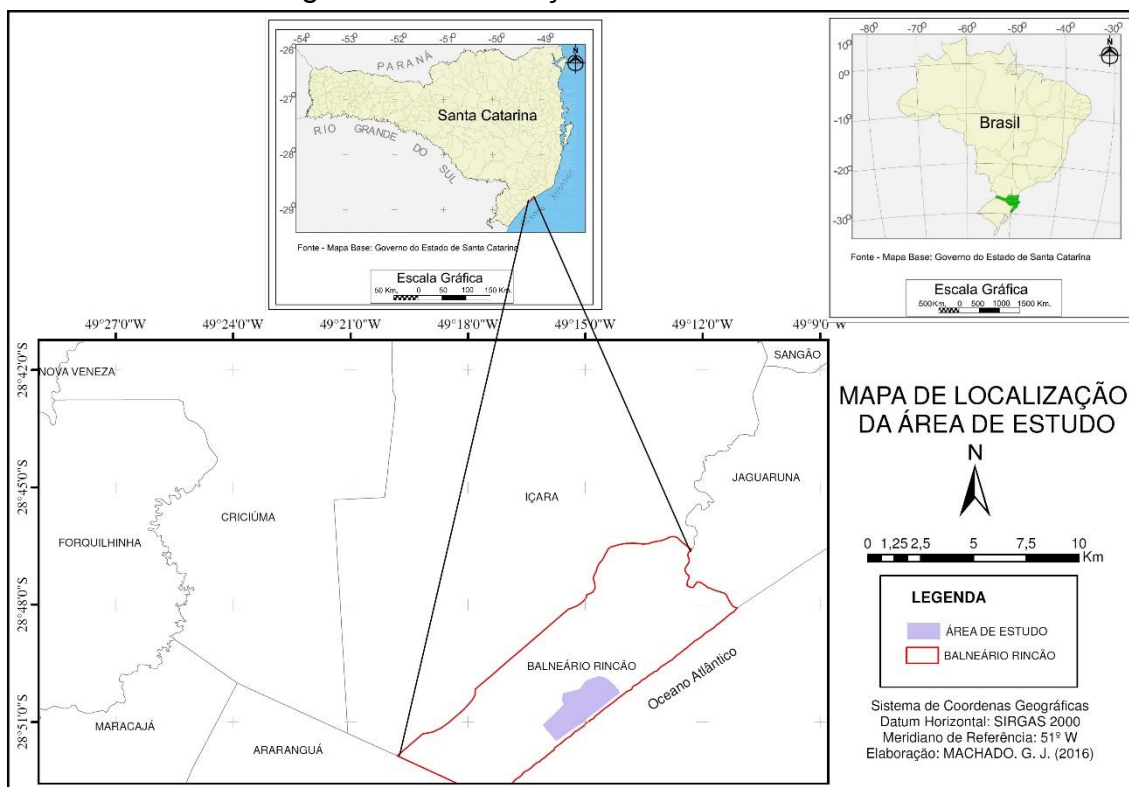 -54° -53° -52° -51° -50° -49°
-26°
-27°
-28°
-29°
PARANÁ
Santa Catarina
RIO GRANDE DO SUL
N
Fonte - Mapa Base: Governo do Estado de Santa Catarina
Escala Gráfica
50 Km. 0 50 100 150 Km.
-80° -70° -60° -50° -40° -30°
10°
0°
-10°
-20°
-30°
Brasil
N
Fonte - Mapa Base: Governo do Estado de Santa Catarina
Escala Gráfica
500Km. 0 500 1000 1500 Km.
49°27'0"W 49°24'0"W 49°21'0"W 49°18'0"W 49°15'0"W 49°12'0"W 49°9'0"W
28°42'0"S
28°45'0"S
28°48'0"S
28°51'0"S
NOVA VENEZA
SANGÃO
JAGUARUNA
IÇARA
CRICIÚMA
FORQUILHINHA
BALNEÁRIO RINCÃO
Oceano Atlântico
MARACAJÁ
ARARANGUÁ
MAPA DE LOCALIZAÇÃO
DA ÁREA DE ESTUDO
N
0 1,25 2,5 5 7,5 10
Km
LEGENDA
ÁREA DE ESTUDO
BALNEÁRIO RINCÃO
Sistema de Coordenas Geográficas
Datum Horizontal: SIRGAS 2000
Meridiano de Referência: 51º W
Elaboração: MACHADO. G. J. (2016)